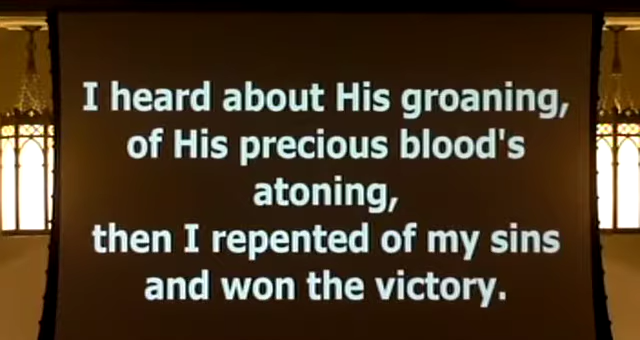 I heard about His groaning,
of His precious blood's
atoning,
then I repented of my sins
and won the victory.